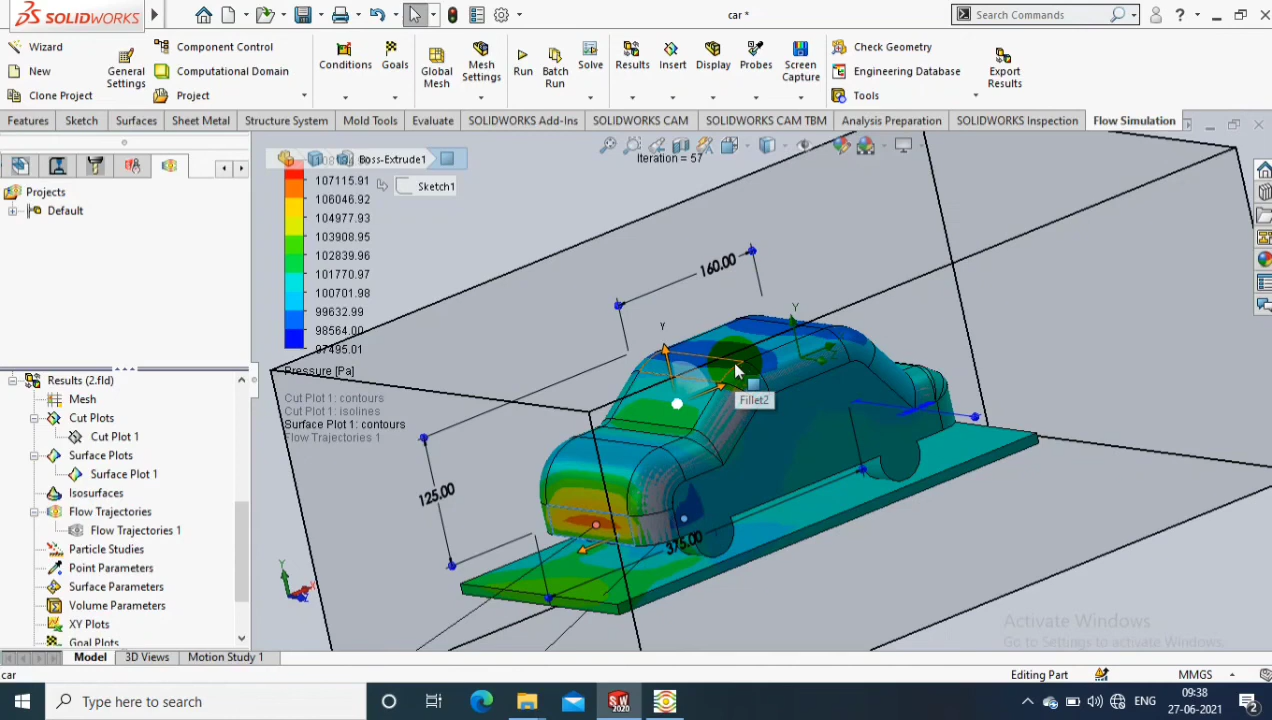 SOLIDWORKS
car *
Search Commands
Wizard
New
Clone Project
General Settings
Component Control
Computational Domain
Project
Conditions
Goals
Global Mesh
Mesh Settings
Run
Batch Run
Solve
Results
Insert
Display
Probes
Screen Capture
Check Geometry
Engineering Database
Tools
Export Results
Features
Sketch
Surfaces
Sheet Metal
Structure System
Mold Tools
Evaluate
SOLIDWORKS Add-Ins
SOLIDWORKS CAM
SOLIDWORKS CAM TBM
Analysis Preparation
SOLIDWORKS Inspection
Flow Simulation
Projects
Default
Boss-Extrude1
Sketch1
Iteration = 57
107115.91
106046.92
104977.93
103908.95
102839.96
101770.97
100701.98
99632.99
98564.00
97495.01
Pressure [Pa]
Cut Plot 1: contours
Cut Plot 1: isolines
Surface Plot 1: contours
Flow Trajectories 1
160.00
125.00
375.00
Y
Y
Z
Fillet2
Y
X
Results (2.fld)
Mesh
Cut Plots
Cut Plot 1
Surface Plots
Surface Plot 1
Isosurfaces
Flow Trajectories
Flow Trajectories 1
Particle Studies
Point Parameters
Surface Parameters
Volume Parameters
XY Plots
Goal Plots
Activate Windows
Go to Settings to activate Windows.
Model
3D Views
Motion Study 1
car
Editing Part
MMGS
Type here to search
SW
2020
ENG
09:38
27-06-2021
2